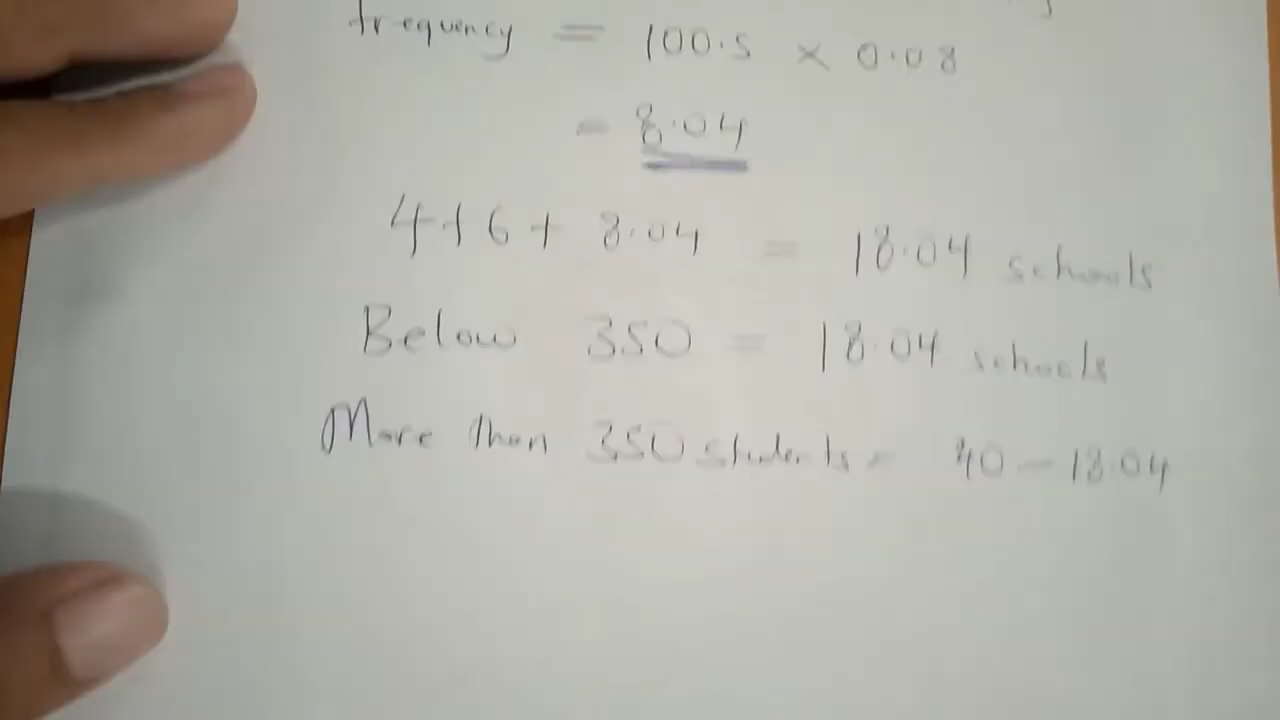 frequency = 100.5 × 0.08
= 8.04
4+6+ 8.04 = 18.04 schools
Below 350 = 18.04 schools
More than 350 students = 40 - 18.04